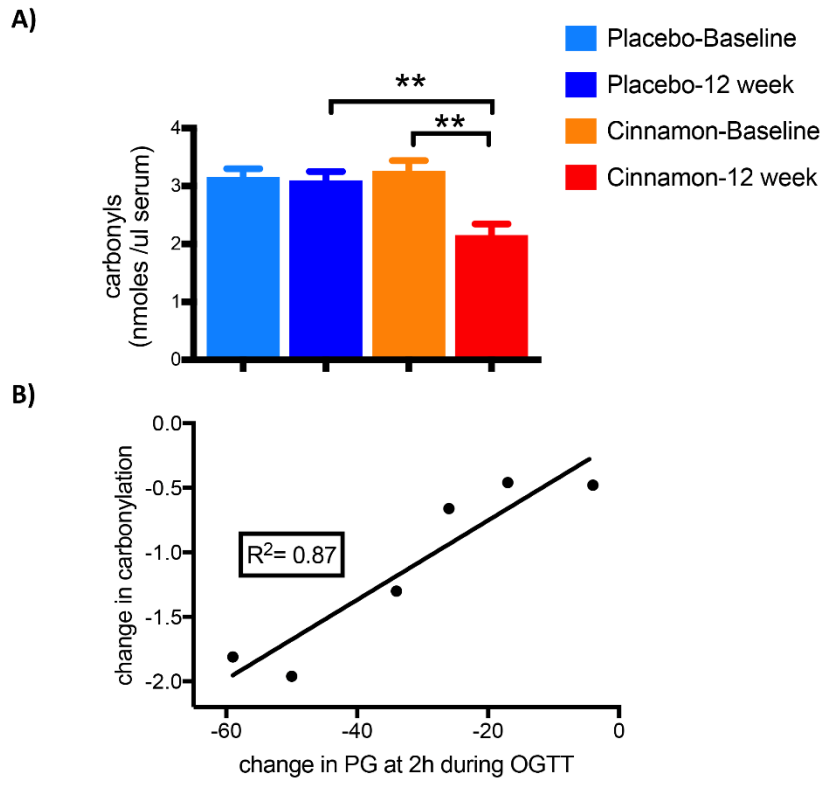 A)
Placebo-Baseline
Placebo-12 week
Cinnamon-Baseline
Cinnamon-12 week
**
**
carbonyls
(nmoles /ul serum)
4
3
2
1
0
B)
change in carbonylation
0.0
-0.5
-1.0
-1.5
-2.0
R²= 0.87
-60
-40
-20
0
change in PG at 2h during OGTT